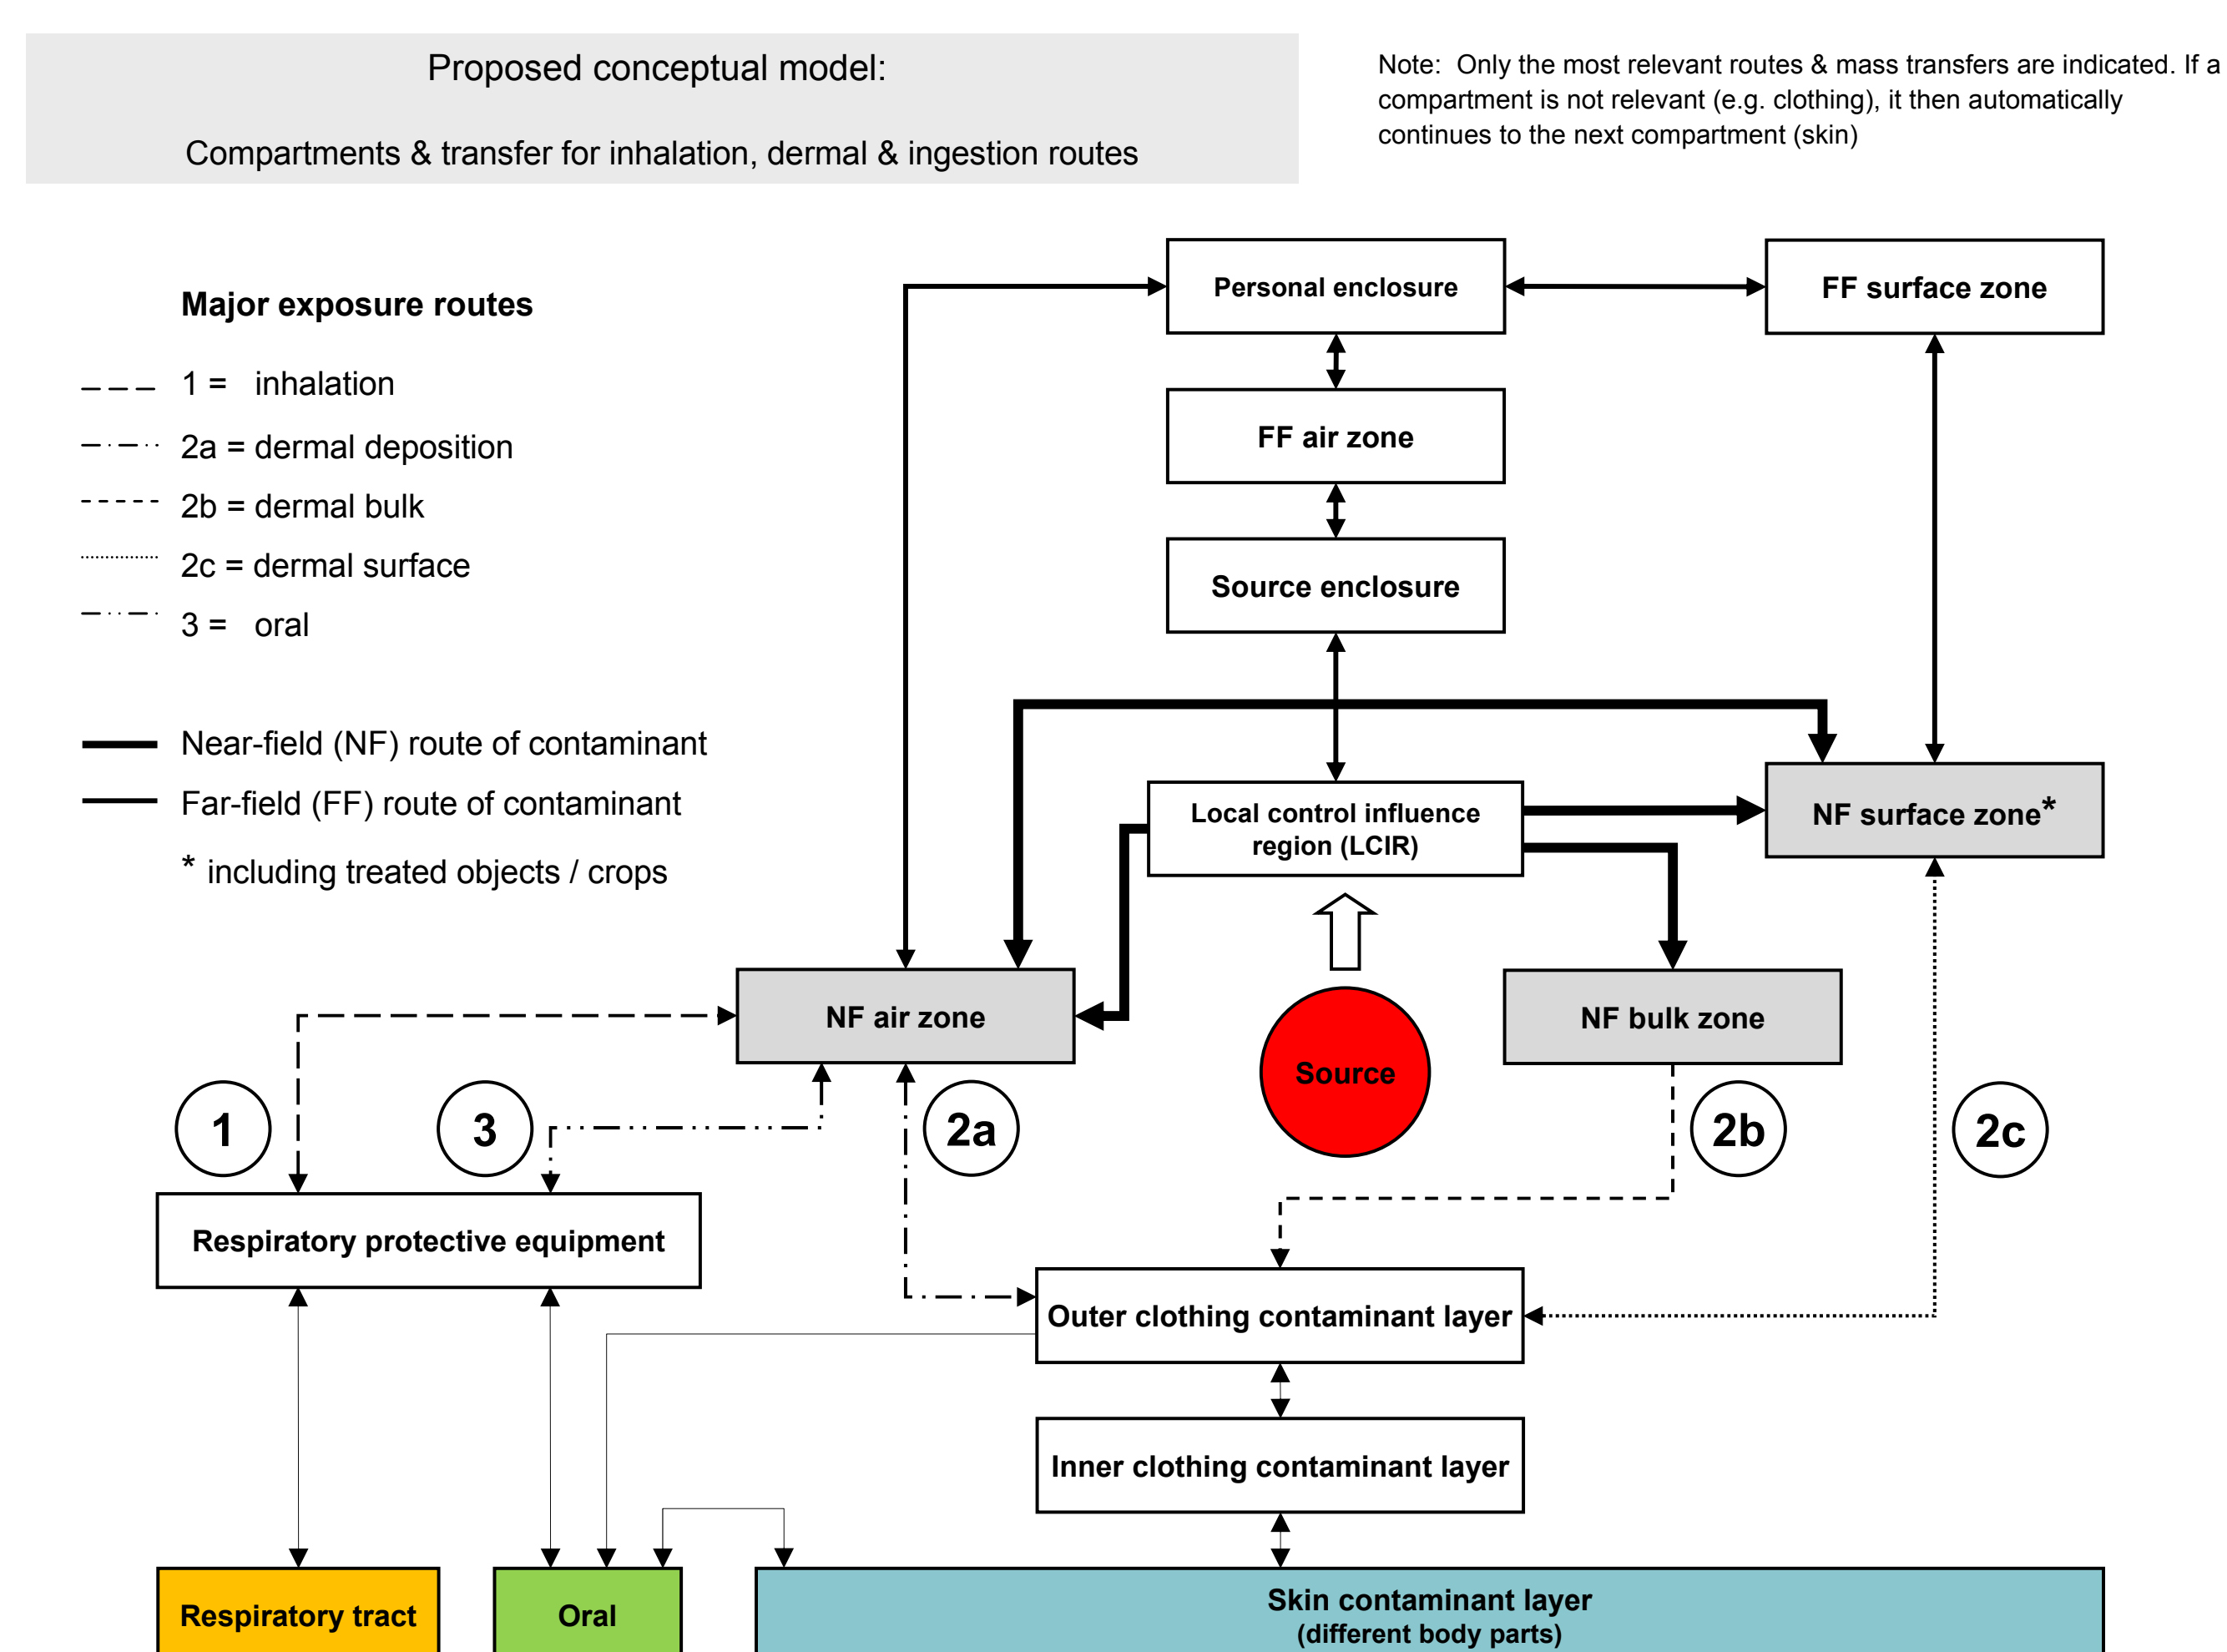 Proposed conceptual model:
Compartments & transfer for inhalation, dermal & ingestion routes
Note:  Only the most relevant routes & mass transfers are indicated. If a
compartment is not relevant (e.g. clothing), it then automatically
continues to the next compartment (skin)
Major exposure routes
1 =   inhalation
2a = dermal deposition
2b = dermal bulk
2c = dermal surface
3 =   oral
Near-field (NF) route of contaminant
Far-field (FF) route of contaminant
* including treated objects / crops
Personal enclosure
FF surface zone
FF air zone
Source enclosure
Local control influence
region (LCIR)
NF surface zone*
NF air zone
Source
NF bulk zone
1
3
2a
2b
2c
Respiratory protective equipment
Outer clothing contaminant layer
Inner clothing contaminant layer
Respiratory tract
Oral
Skin contaminant layer
(different body parts)